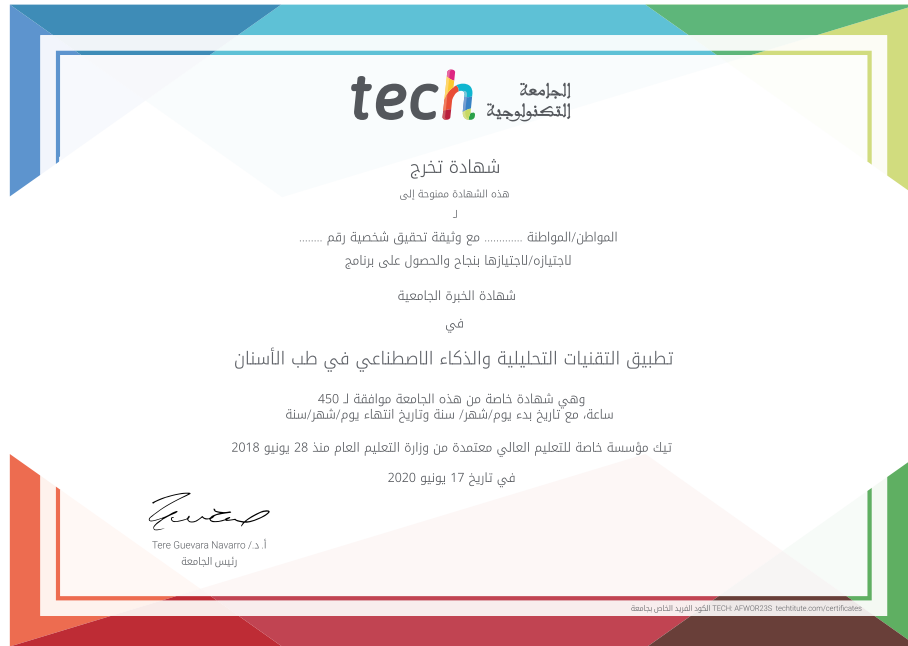 tech الجامعة
التكنولوجية
شهادة تخرج
هذه الشهادة ممنوحة إلى
لـ
المواطن/المواطنة ............ مع وثيقة تحقيق شخصية رقم ........
لاجتيازه/لاجتيازها بنجاح والحصول على برنامج
شهادة الخبرة الجامعية
في
تطبيق التقنيات التحليلية والذكاء الاصطناعي في طب الأسنان
وهي شهادة خاصة من هذه الجامعة موافقة لـ 450
ساعة، مع تاريخ بدء يوم/شهر/ سنة وتاريخ انتهاء يوم/شهر/سنة
تيك مؤسسة خاصة للتعليم العالي معتمدة من وزارة التعليم العام منذ 28 يونيو 2018
في تاريخ 17 يونيو 2020
أ. د./ Tere Guevara Navarro
رئيس الجامعة
الكود الفريد الخاص بجامعة TECH: AFWOR23S techtitute.com/certificates